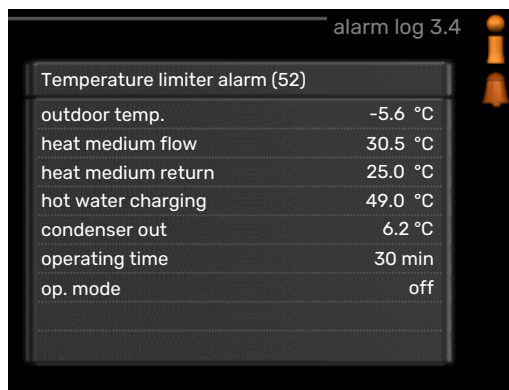 alarm log 3.4
Temperature limiter alarm (52)
outdoor temp. -5.6 °C
heat medium flow 30.5 °C
heat medium return 25.0 °C
hot water charging 49.0 °C
condenser out 6.2 °C
operating time 30 min
op. mode off